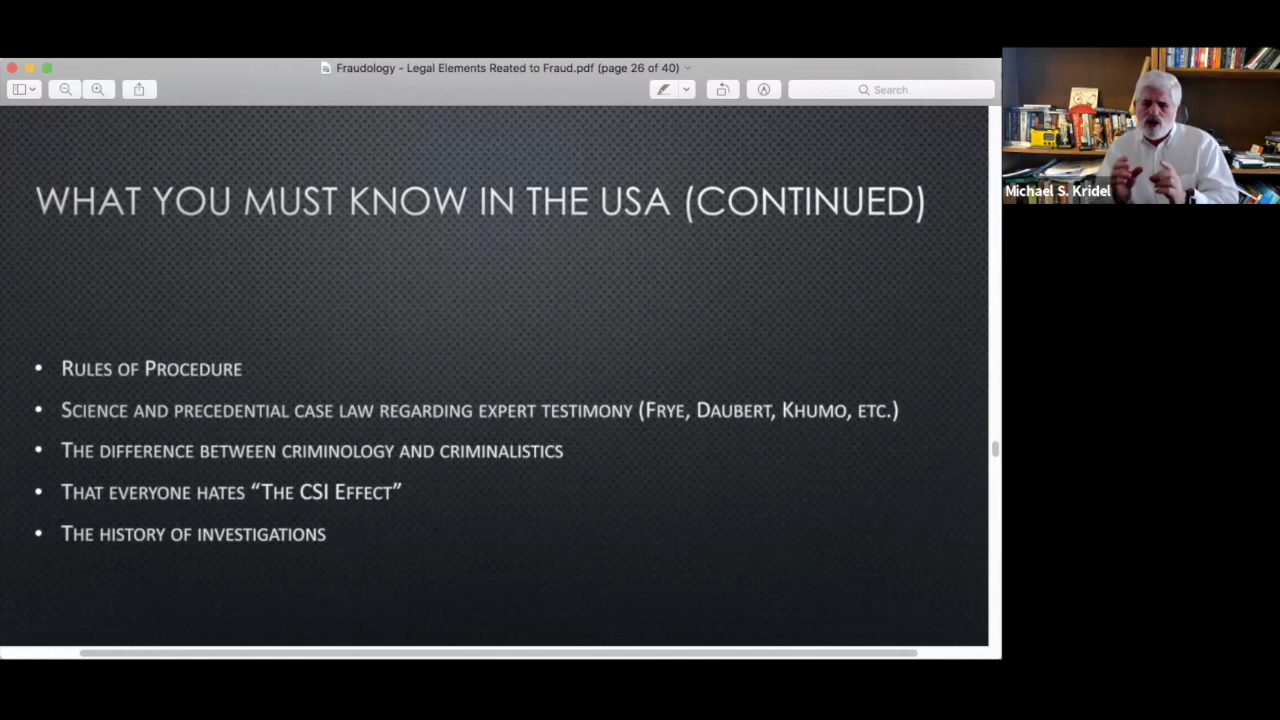 Fraudology - Legal Elements Reated to Fraud.pdf (page 26 of 40)
Search
WHAT YOU MUST KNOW IN THE USA (CONTINUED)
• RULES OF PROCEDURE
• SCIENCE AND PRECEDENTIAL CASE LAW REGARDING EXPERT TESTIMONY (FRYE, DAUBERT, KHUMO, ETC.)
• THE DIFFERENCE BETWEEN CRIMINOLOGY AND CRIMINALISTICS
• THAT EVERYONE HATES “THE CSI EFFECT”
• THE HISTORY OF INVESTIGATIONS
Michael S. Kridel